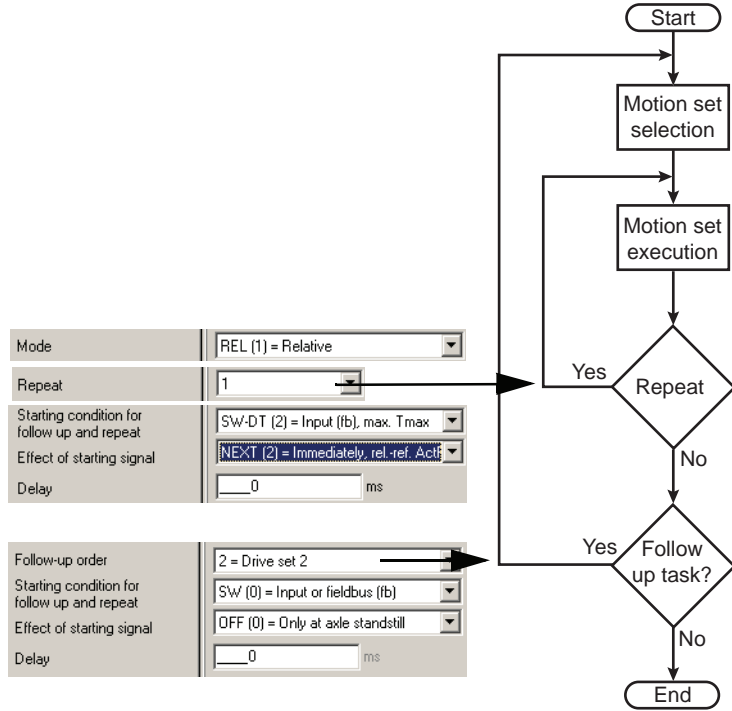 Start
Motion set
selection
Motion set
execution
Mode
REL (1) = Relative
Repeat
1
Starting condition for
follow up and repeat
SW-DT (2) = Input (fb), max. Tmax
Effect of starting signal
NEXT (2) = Immediately, rel.-ref. Actf
Delay
____0
ms
Yes
Repeat
No
Follow-up order
2 = Drive set 2
Starting condition for
follow up and repeat
SW (0) = Input or fieldbus (fb)
Effect of starting signal
OFF (0) = Only at axle standstill
Delay
____0
ms
Yes
Follow
up task?
No
End